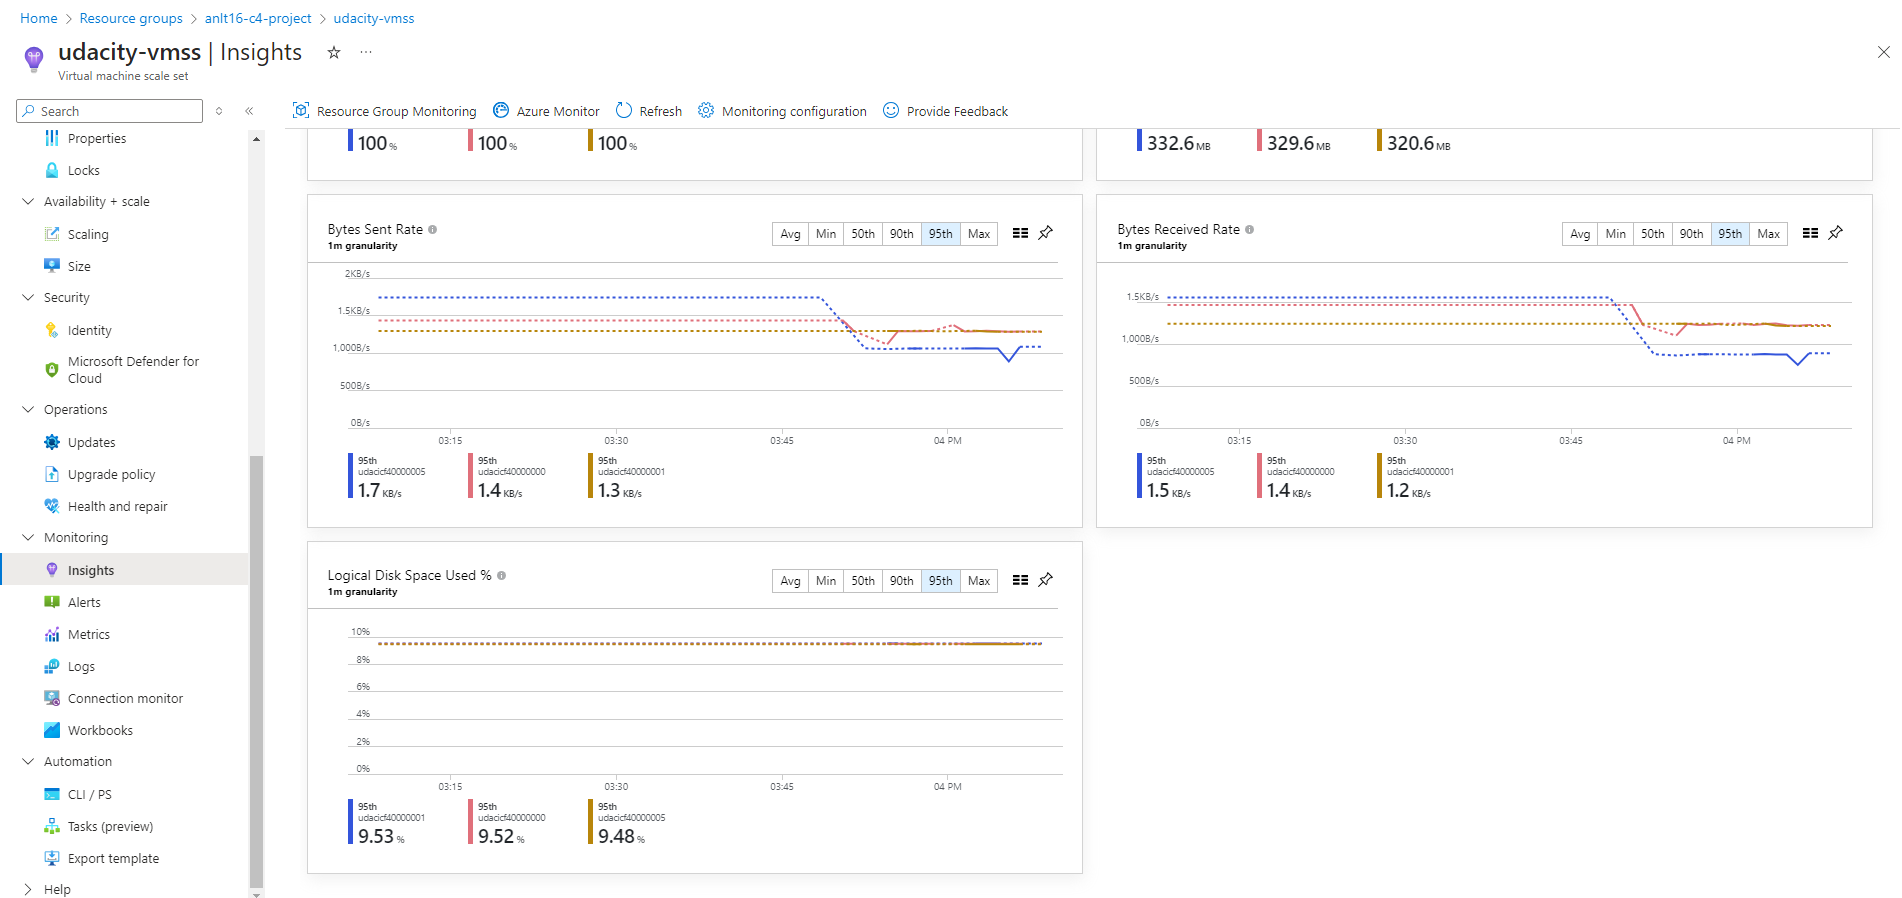 Home > Resource groups > anlt16-c4-project > udacity-vmss
udacity-vmss | Insights
Virtual machine scale set
Search
Properties
Locks
Availability + scale
Scaling
Size
Security
Identity
Microsoft Defender for
Cloud
Operations
Updates
Upgrade policy
Health and repair
Monitoring
Insights
Alerts
Metrics
Logs
Connection monitor
Workbooks
Automation
CLI / PS
Tasks (preview)
Export template
Help
Resource Group Monitoring Azure Monitor Refresh Monitoring configuration Provide Feedback
100 % 100 % 100 %
332.6 MB 329.6 MB 320.6 MB
Bytes Sent Rate
1m granularity
Avg Min 50th 90th 95th Max
2KB/s
1.5KB/s
1,000B/s
500B/s
0B/s
03:15 03:30 03:45 04 PM
95th 95th 95th
udacicf40000005 udacicf40000000 udacicf40000001
1.7 KB/s 1.4 KB/s 1.3 KB/s
Bytes Received Rate
1m granularity
Avg Min 50th 90th 95th Max
1.5KB/s
1,000B/s
500B/s
0B/s
03:15 03:30 03:45 04 PM
95th 95th 95th
udacicf40000005 udacicf40000000 udacicf40000001
1.5 KB/s 1.4 KB/s 1.2 KB/s
Logical Disk Space Used %
1m granularity
Avg Min 50th 90th 95th Max
10%
8%
6%
4%
2%
0%
03:15 03:30 03:45 04 PM
95th 95th 95th
udacicf40000001 udacicf40000000 udacicf40000005
9.53 % 9.52 % 9.48 %